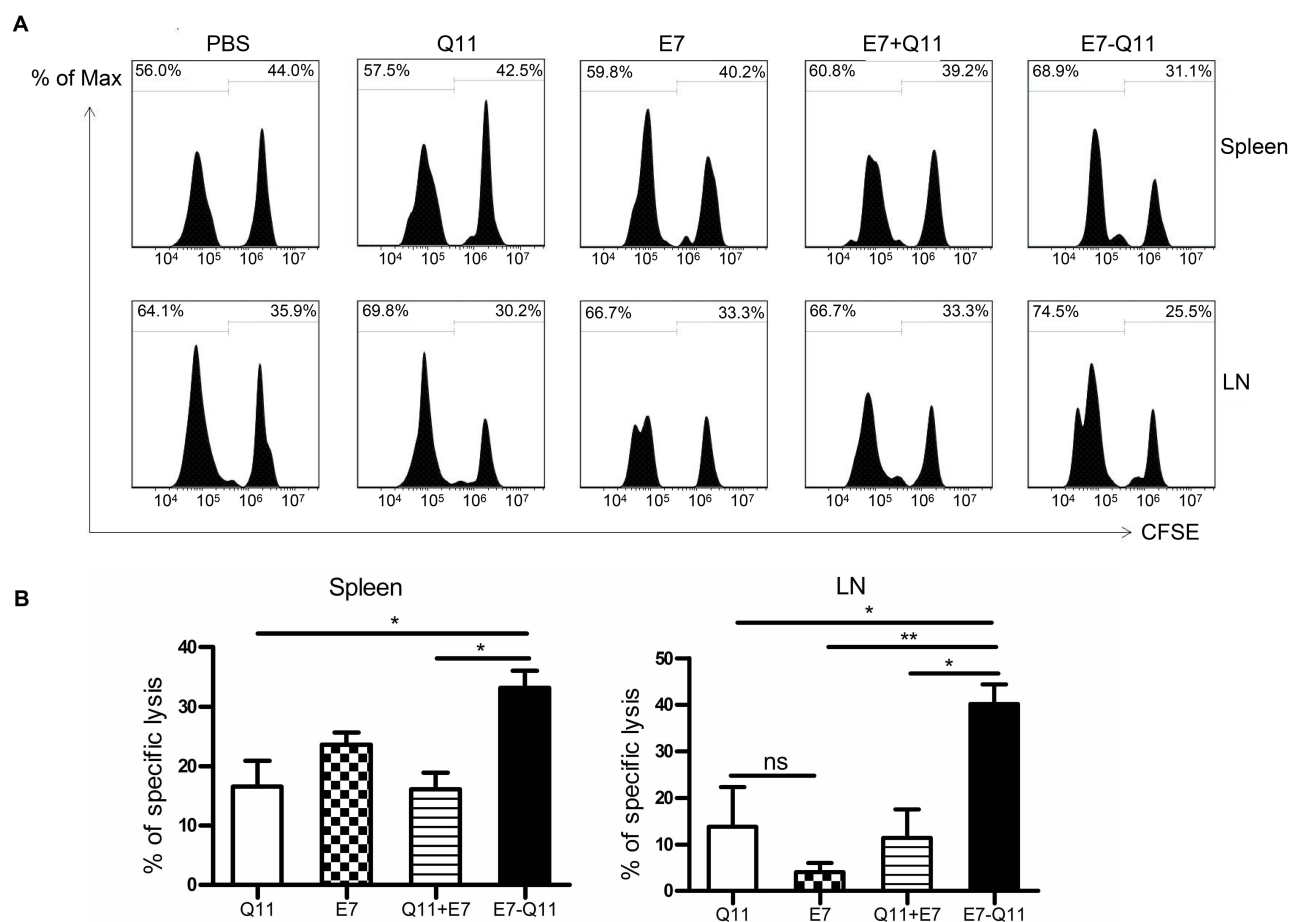 A
PBS Q11 E7 E7+Q11 E7-Q11
% of Max
56.0% 44.0% 57.5% 42.5% 59.8% 40.2% 60.8% 39.2% 68.9% 31.1%
Spleen
10⁴ 10⁵ 10⁶ 10⁷ 10⁴ 10⁵ 10⁶ 10⁷ 10⁴ 10⁵ 10⁶ 10⁷ 10⁴ 10⁵ 10⁶ 10⁷ 10⁴ 10⁵ 10⁶ 10⁷
64.1% 35.9% 69.8% 30.2% 66.7% 33.3% 66.7% 33.3% 74.5% 25.5%
LN
10⁴ 10⁵ 10⁶ 10⁷ 10⁴ 10⁵ 10⁶ 10⁷ 10⁴ 10⁵ 10⁶ 10⁷ 10⁴ 10⁵ 10⁶ 10⁷ 10⁴ 10⁵ 10⁶ 10⁷
CFSE
B
Spleen
*
*
% of specific lysis
40
30
20
10
0
Q11 E7 Q11+E7 E7-Q11
LN
*
**
*
ns
% of specific lysis
50
40
30
20
10
0
Q11 E7 Q11+E7 E7-Q11